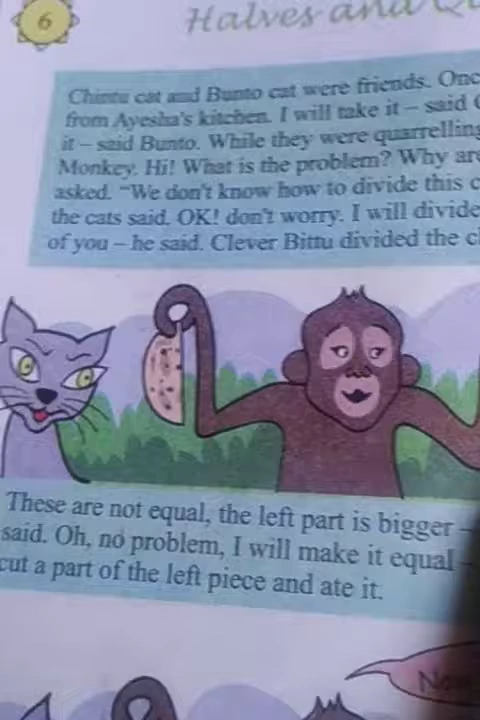 6
Halves and
Chintu cat and Bunto cat were friends. Onc
from Ayesha's kitchen. I will take it – said
it – said Bunto. While they were quarrelling
Monkey. Hi! What is the problem? Why are
asked. “We don't know how to divide this c
the cats said. OK! don't worry. I will divide
of you – he said. Clever Bittu divided the c
These are not equal, the left part is bigger –
said. Oh, no problem, I will make it equal –
cut a part of the left piece and ate it.